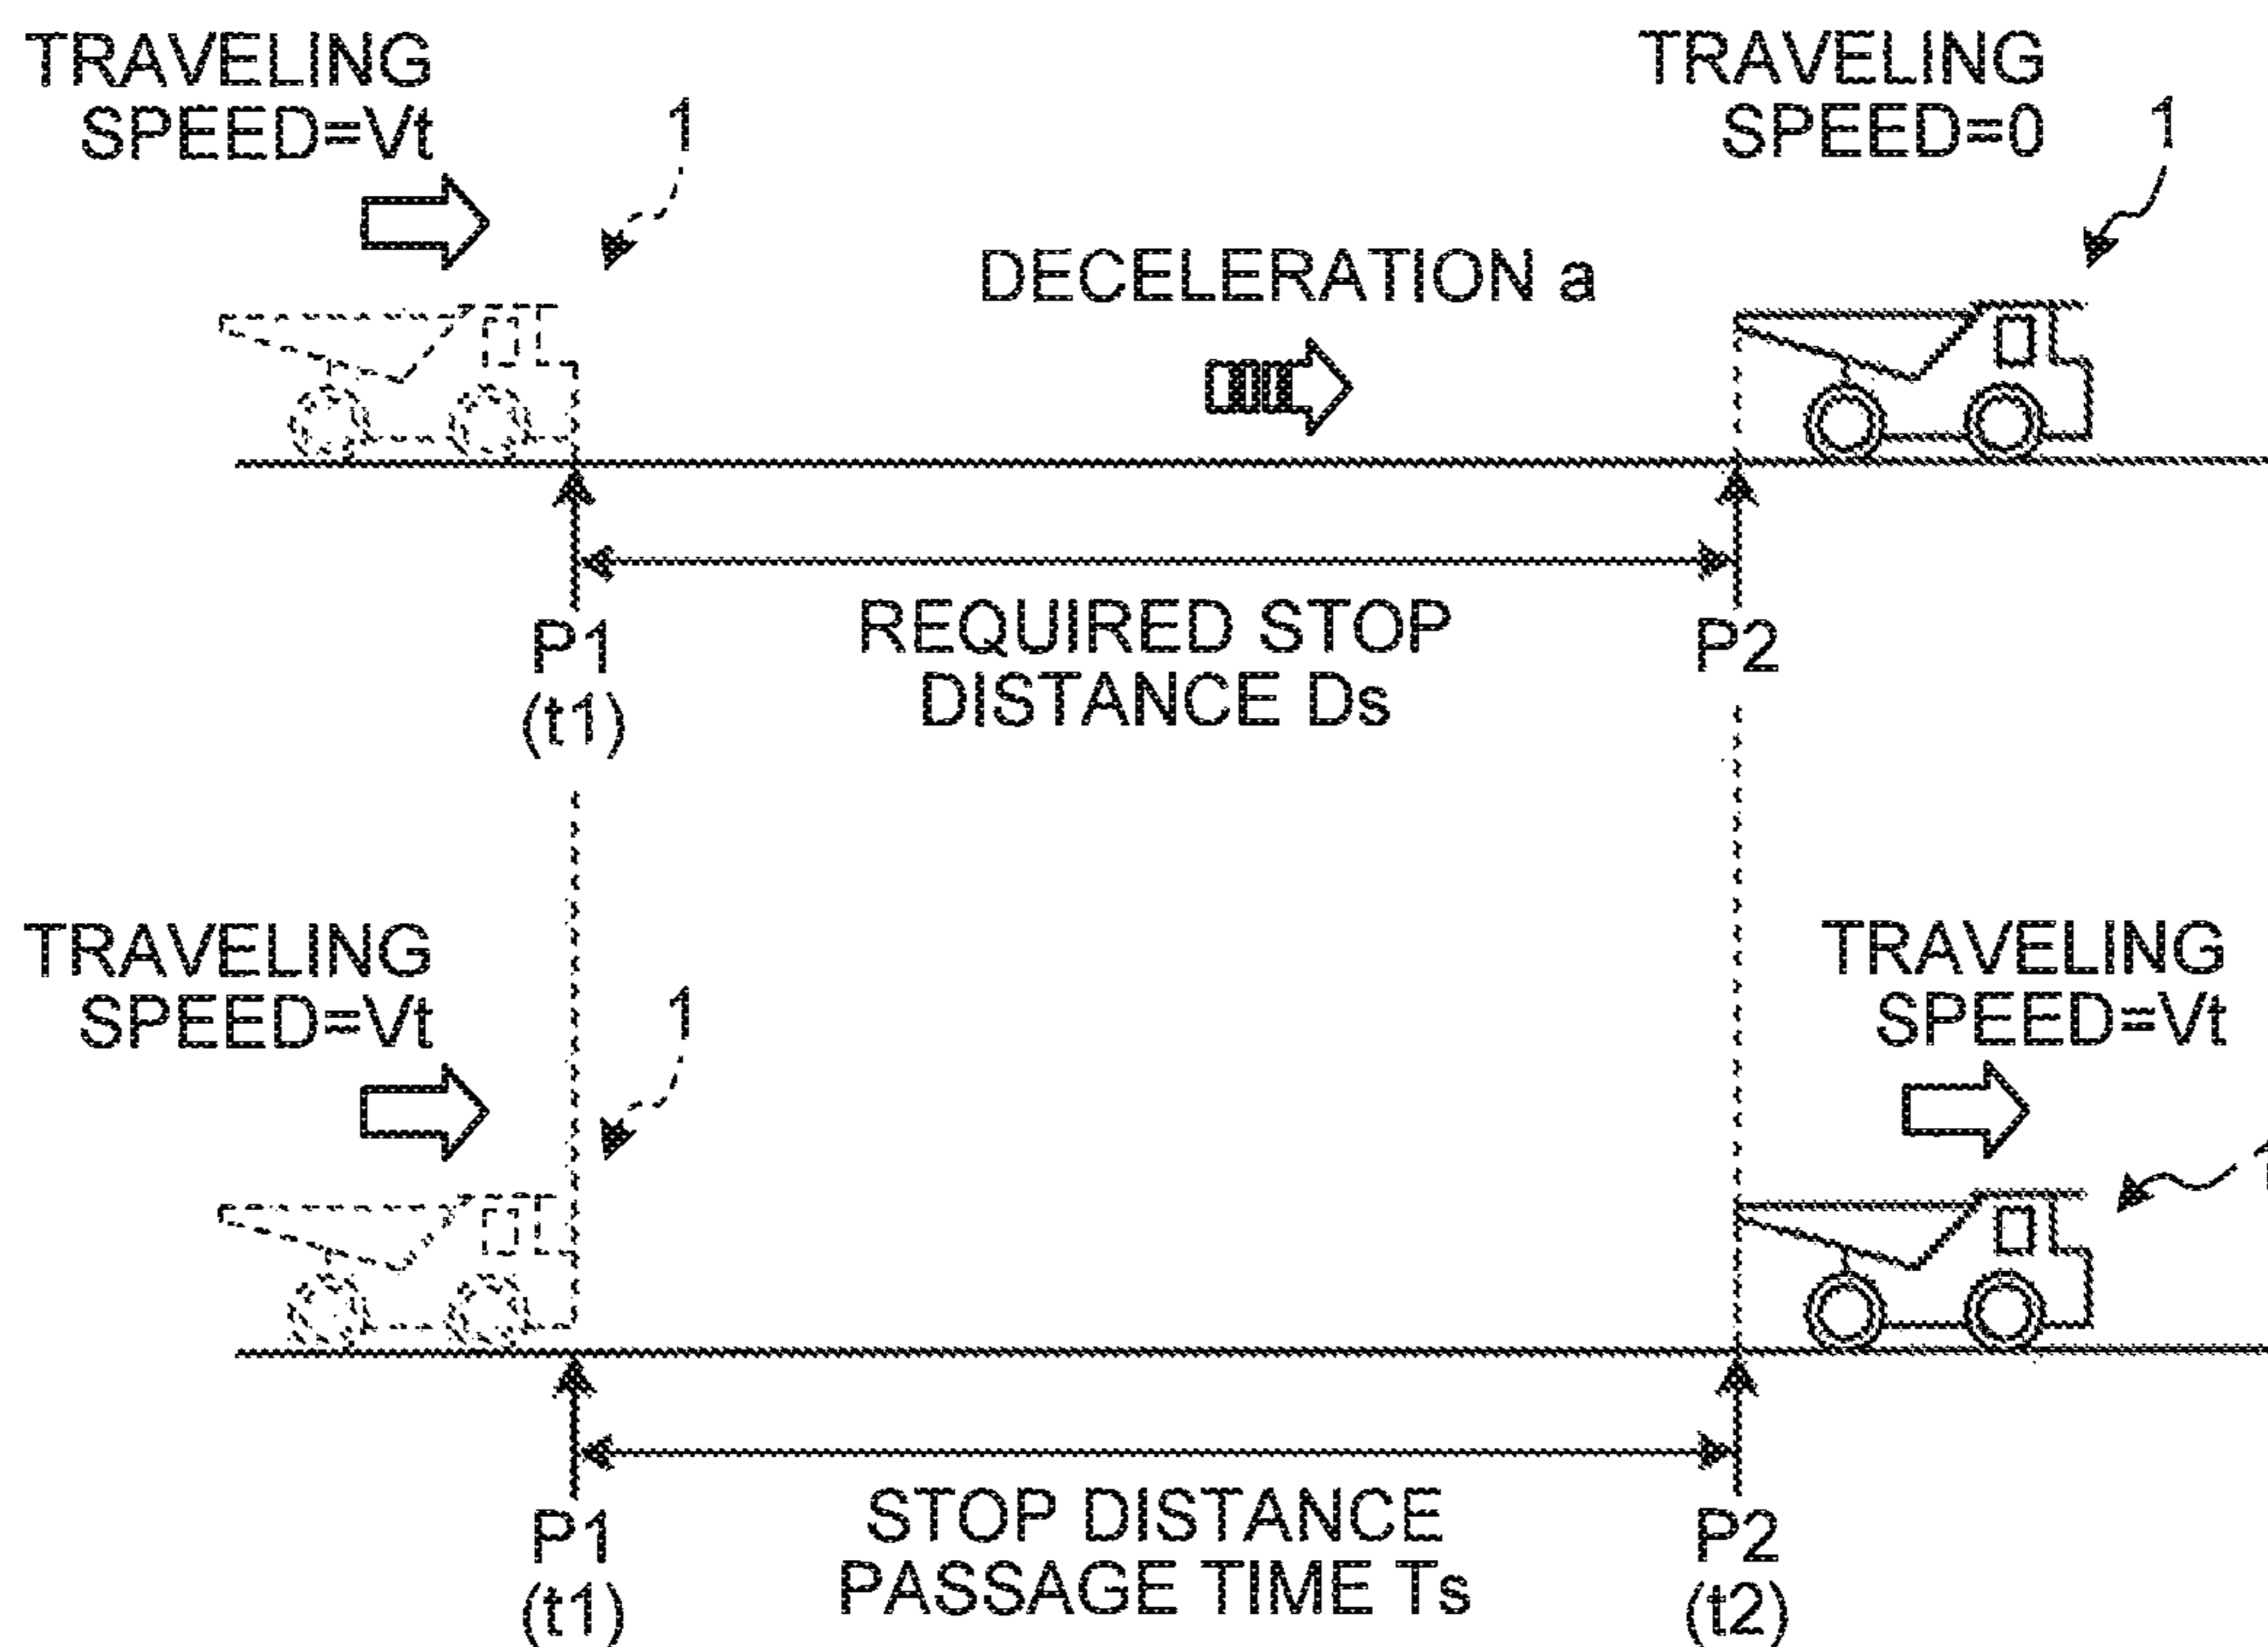 TRAVELING
SPEED=Vt
1
TRAVELING
SPEED=0
1
DECELERATION a
P1
(t1)
REQUIRED STOP
DISTANCE Ds
P2
TRAVELING
SPEED=Vt
1
TRAVELING
SPEED=Vt
P1
(t1)
STOP DISTANCE
PASSAGE TIME Ts
P2
(t2)